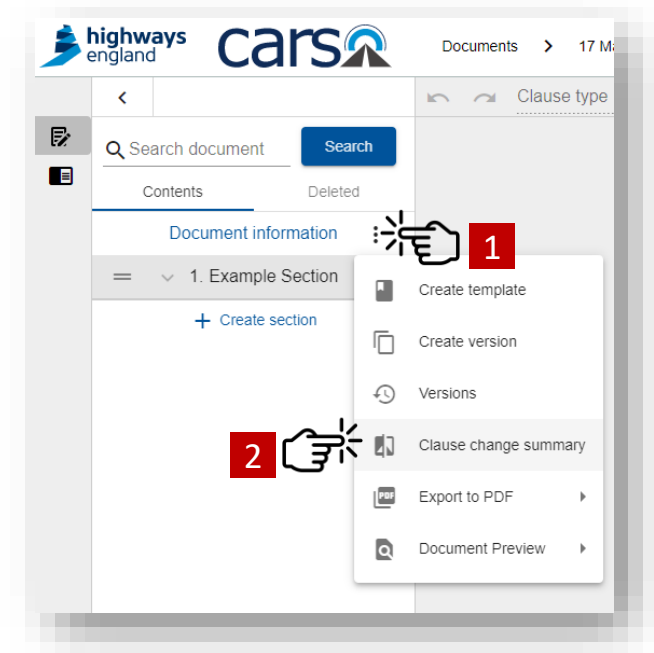 highways
england
cars
Documents > 17 Ma
Clause type
Search document
Search
Contents
Deleted
Document information
1
1. Example Section
Create template
+ Create section
Create version
Versions
2
Clause change summary
PDF
Export to PDF
Document Preview